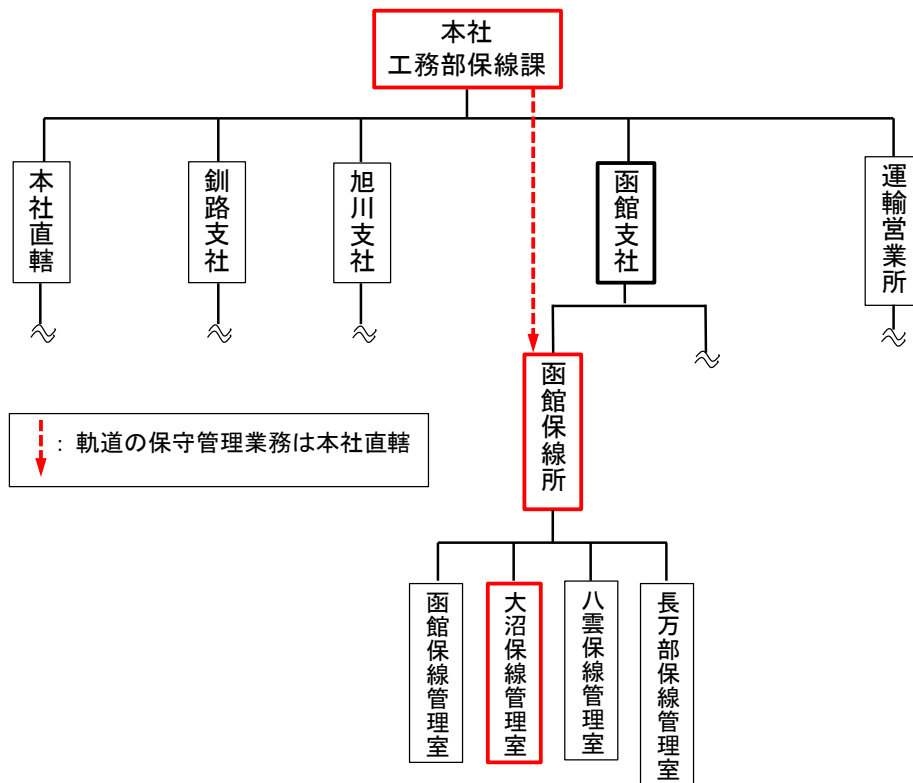 本社
工務部保線課
本社直轄
釧路支社
旭川支社
函館支社
運輸営業所
函館保線所
：軌道の保守管理業務は本社直轄
函館保線管理室
大沼保線管理室
八雲保線管理室
長万部保線管理室